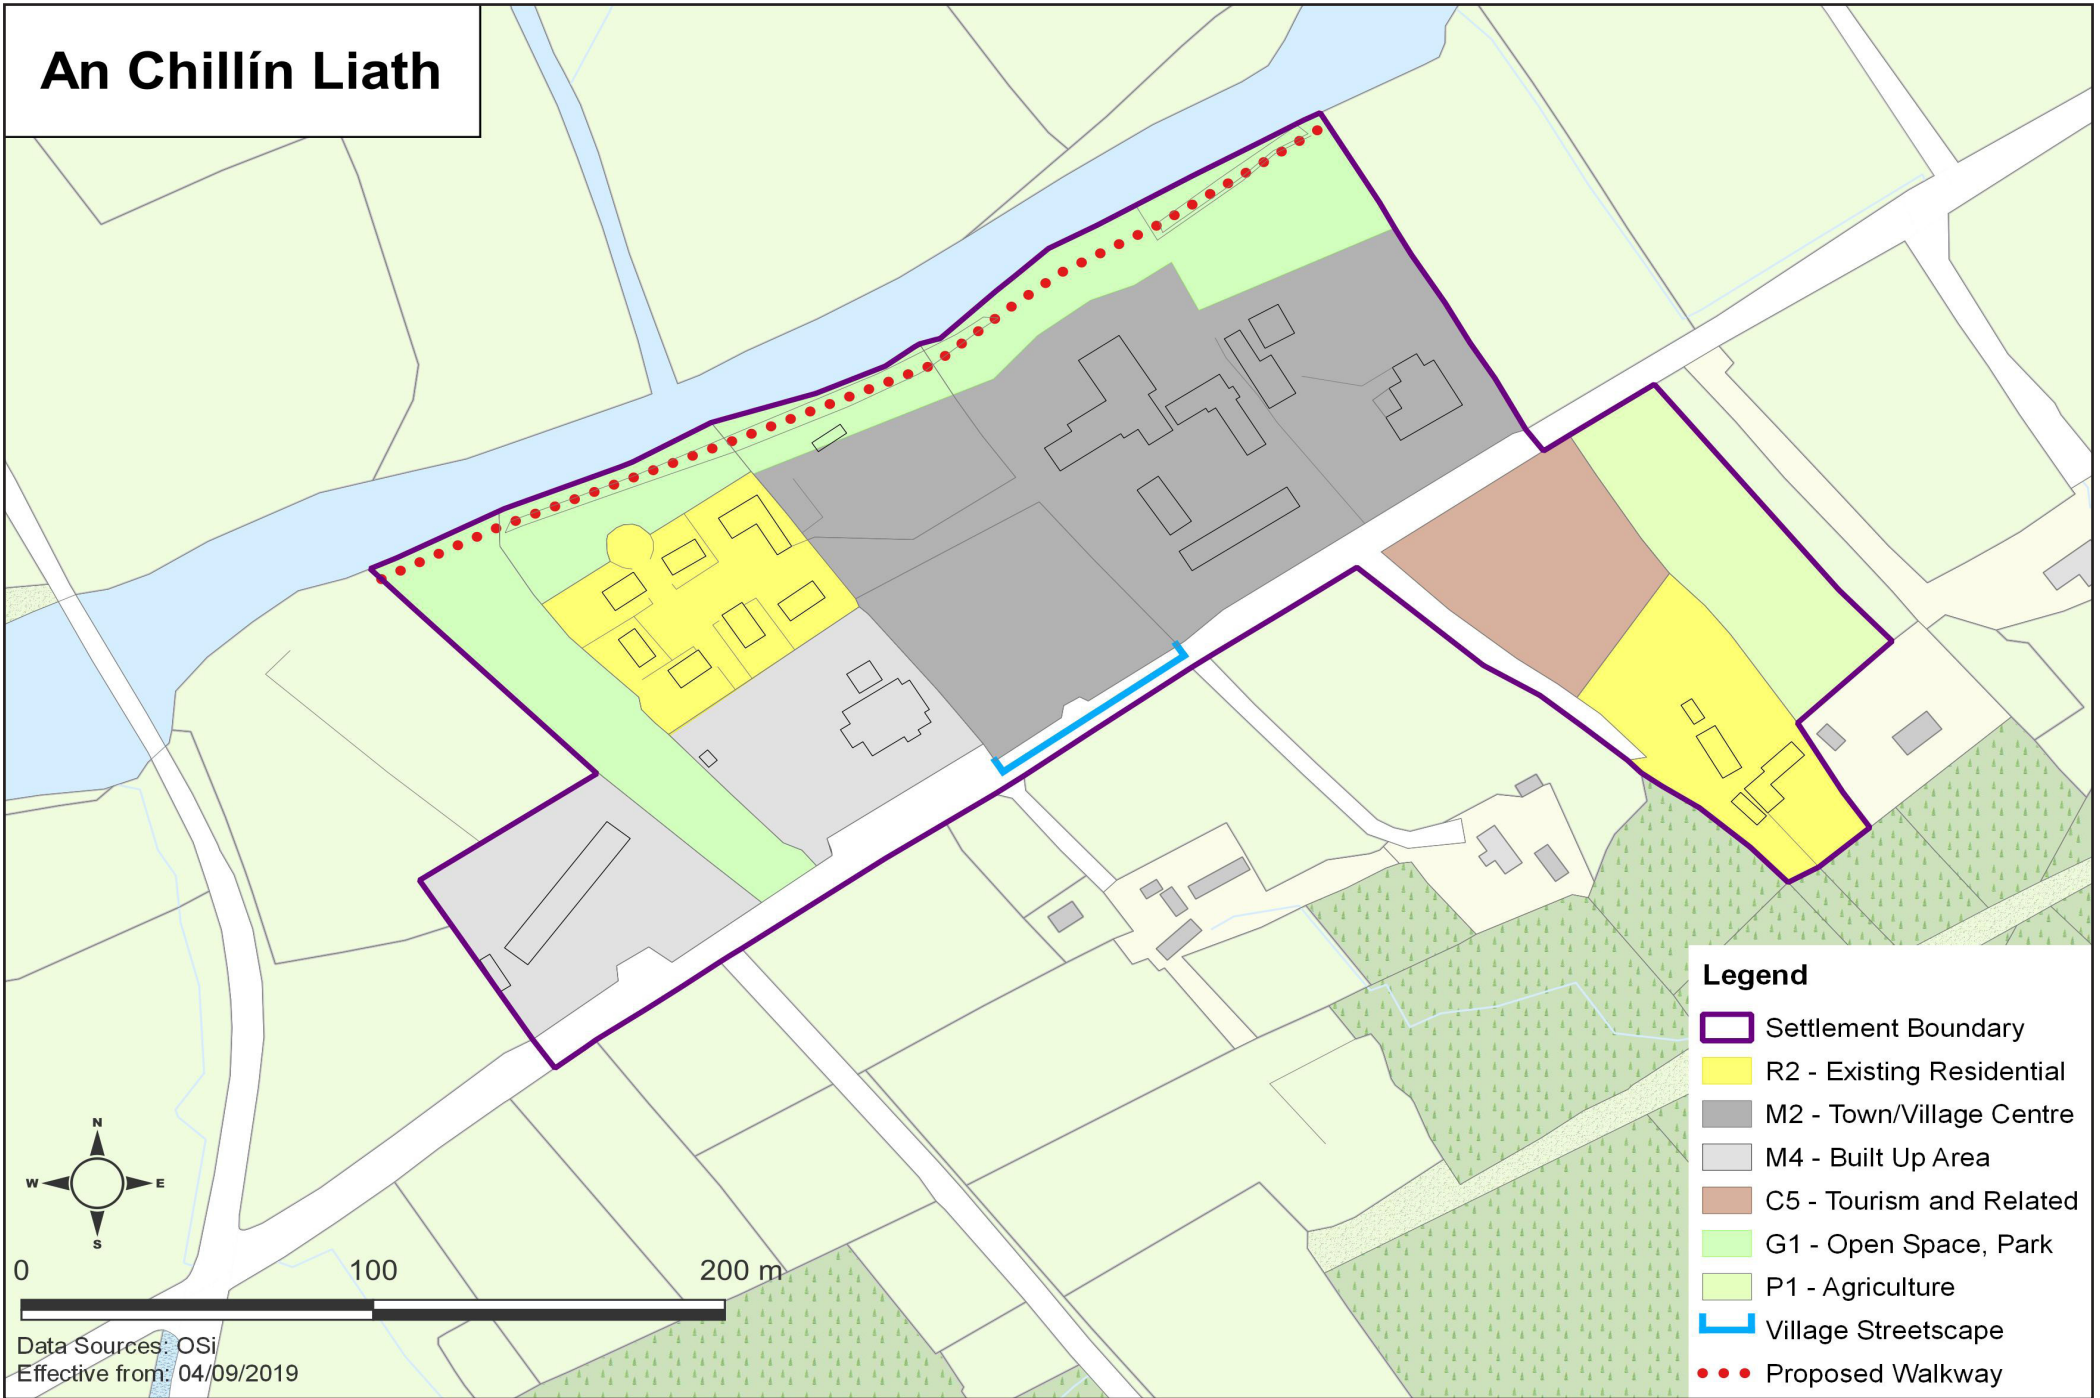 An Chillín Liath
Legend
Settlement Boundary
R2 - Existing Residential
M2 - Town/Village Centre
M4 - Built Up Area
C5 - Tourism and Related
G1 - Open Space, Park
P1 - Agriculture
Village Streetscape
Proposed Walkway
N
W E
S
0 100 200 m
Data Sources: OSi
Effective from: 04/09/2019